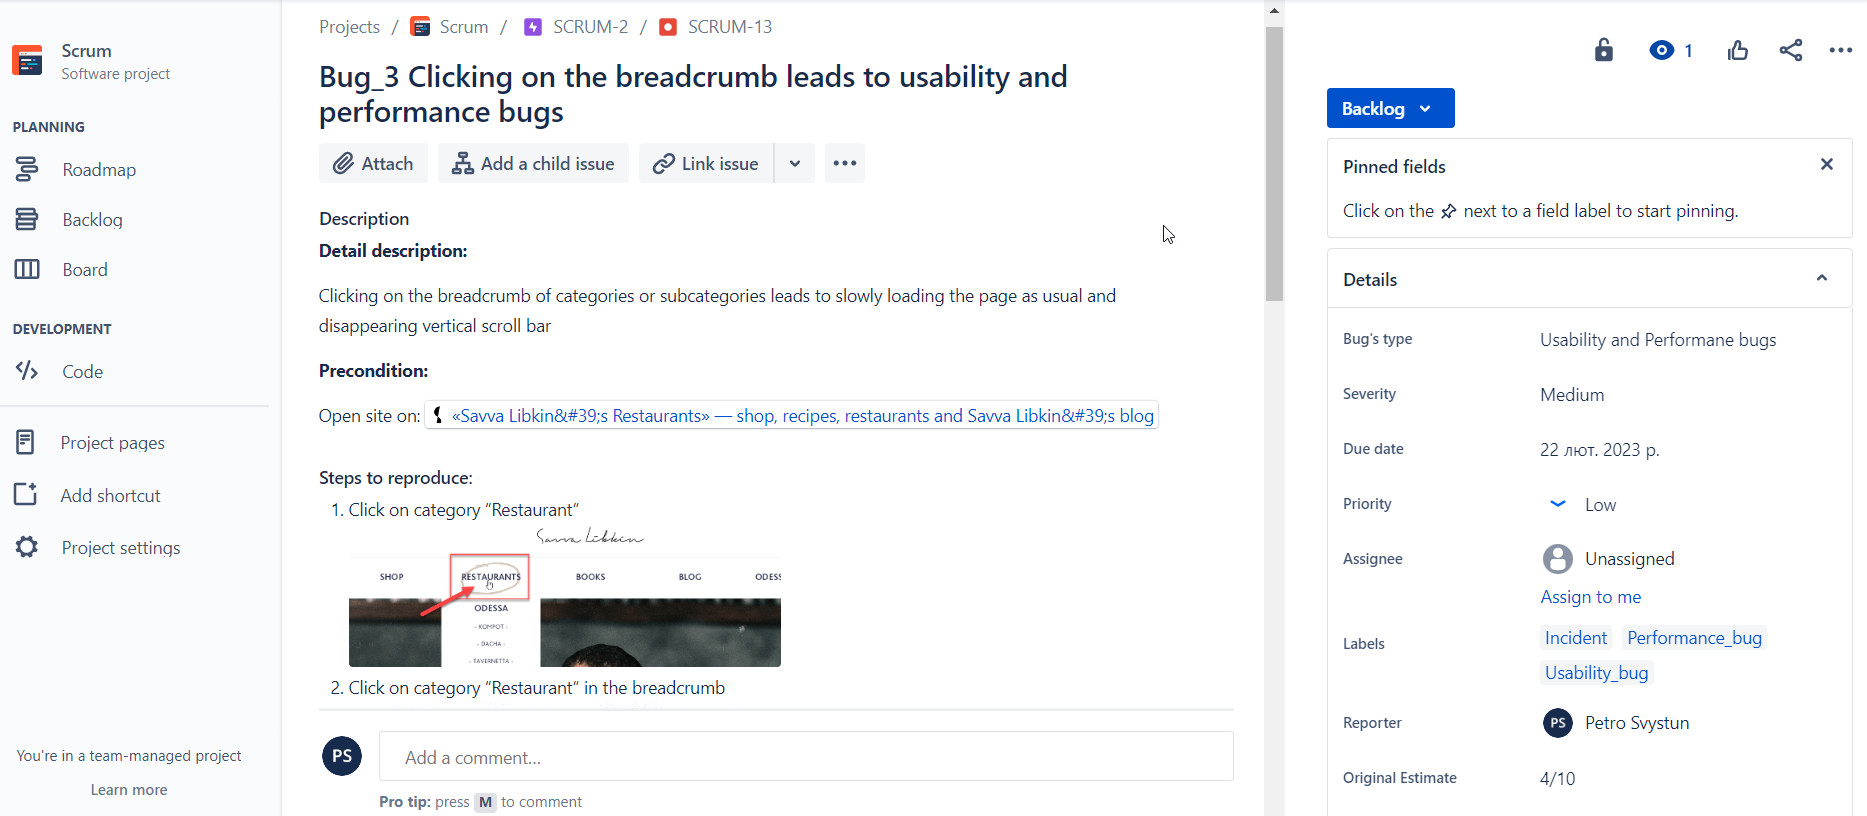 Scrum
Software project
PLANNING
Roadmap
Backlog
Board
DEVELOPMENT
Code
Project pages
Add shortcut
Project settings
You're in a team-managed project
Learn more
Projects / Scrum / SCRUM-2 / SCRUM-13
Bug_3 Clicking on the breadcrumb leads to usability and
performance bugs
Attach
Add a child issue
Link issue
Description
Detail description:
Clicking on the breadcrumb of categories or subcategories leads to slowly loading the page as usual and
disappearing vertical scroll bar
Precondition:
Open site on: «Savva Libkin&#39;s Restaurants» — shop, recipes, restaurants and Savva Libkin&#39;s blog
Steps to reproduce:
1. Click on category “Restaurant“
Savva Libkin
SHOP RESTAURANTS BOOKS BLOG ODESS
ODESSA
- KOMPOT -
- DACHA -
- TAVERNETTA -
2. Click on category “Restaurant“ in the breadcrumb
PS
Add a comment...
Pro tip: press M to comment
1
Backlog
Pinned fields
Click on the next to a field label to start pinning.
Details
Bug's type Usability and Performane bugs
Severity Medium
Due date 22 лют. 2023 р.
Priority Low
Assignee Unassigned
Assign to me
Labels Incident Performance_bug
Usability_bug
Reporter PS Petro Svystun
Original Estimate 4/10